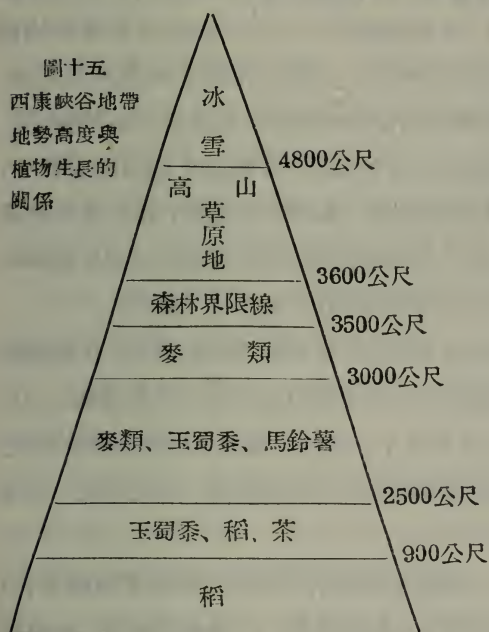 圖十五
西康峽谷地帶
地勢高度與
植物生長的
關係
冰
雪
4800公尺
高 山
草
原
地
3600公尺
森林界限線
3500公尺
麥 類
3000公尺
麥類、玉蜀黍、馬鈴薯
2500公尺
玉蜀黍、稻、茶
900公尺
稻